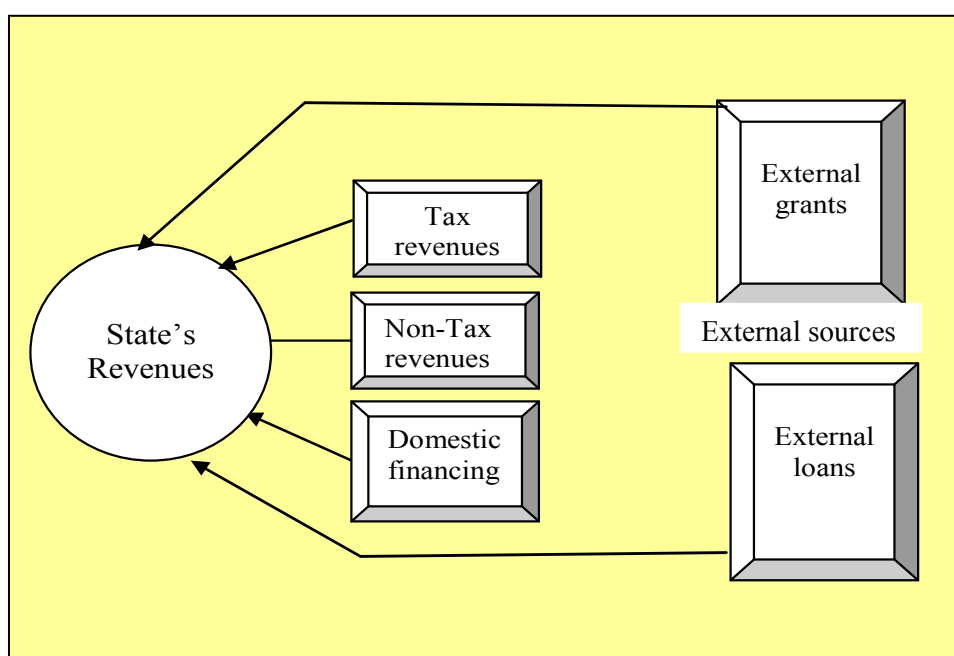 External
grants
Tax
revenues
State’s
Revenues
Non-Tax
revenues
External sources
Domestic
financing
External
loans